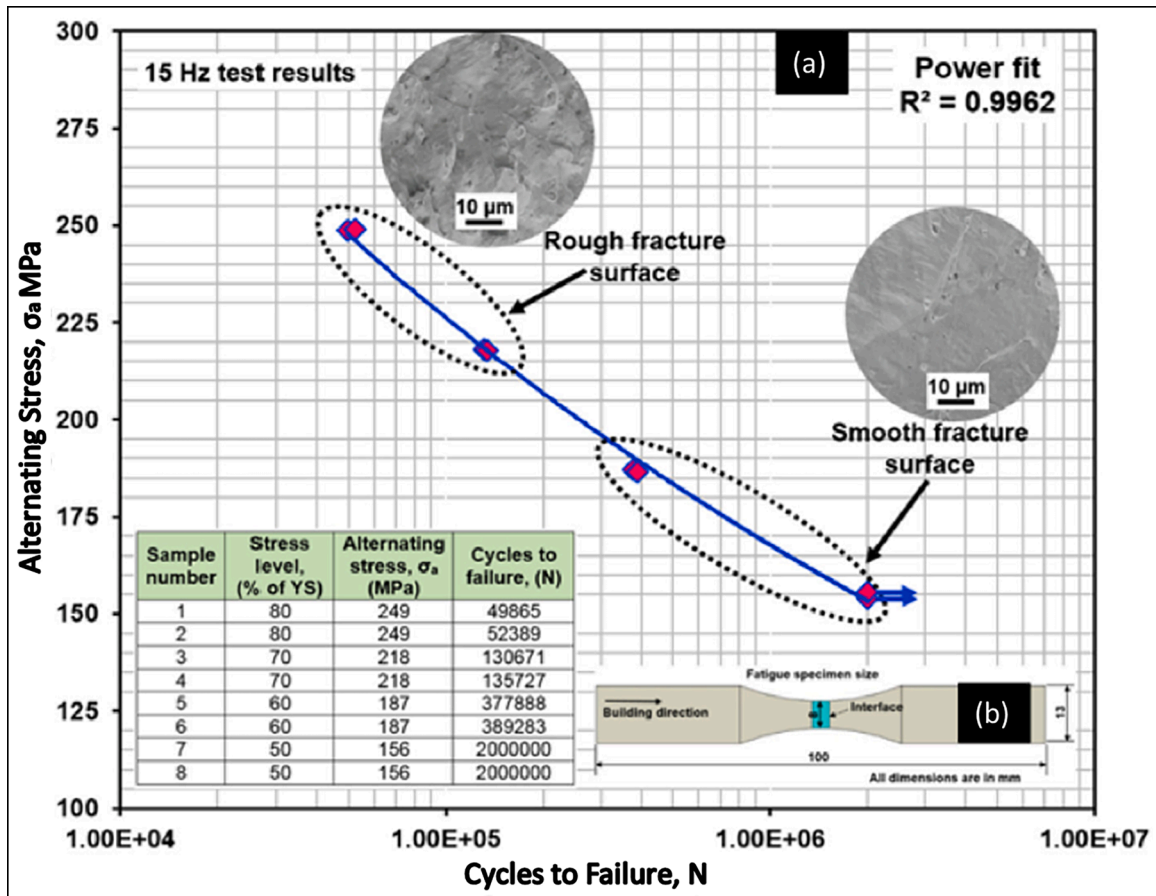 15 Hz test results
(a)
Power fit
R² = 0.9962
10 µm
Rough fracture
surface
10 µm
Smooth fracture
surface
Alternating Stress, σa MPa
300
275
250
225
200
175
150
125
100
Sample number | Stress level, (% of YS) | Alternating stress, σₐ (MPa) | Cycles to failure, (N)
1 80 249 49865
2 80 249 52389
3 70 218 130671
4 70 218 135727
5 60 187 377888
6 60 187 389283
7 50 156 2000000
8 50 156 2000000
Fatigue specimen size
Building direction
Interface
(b)
13
100
All dimensions are in mm
1.00E+04 1.00E+05 1.00E+06 1.00E+07
Cycles to Failure, N